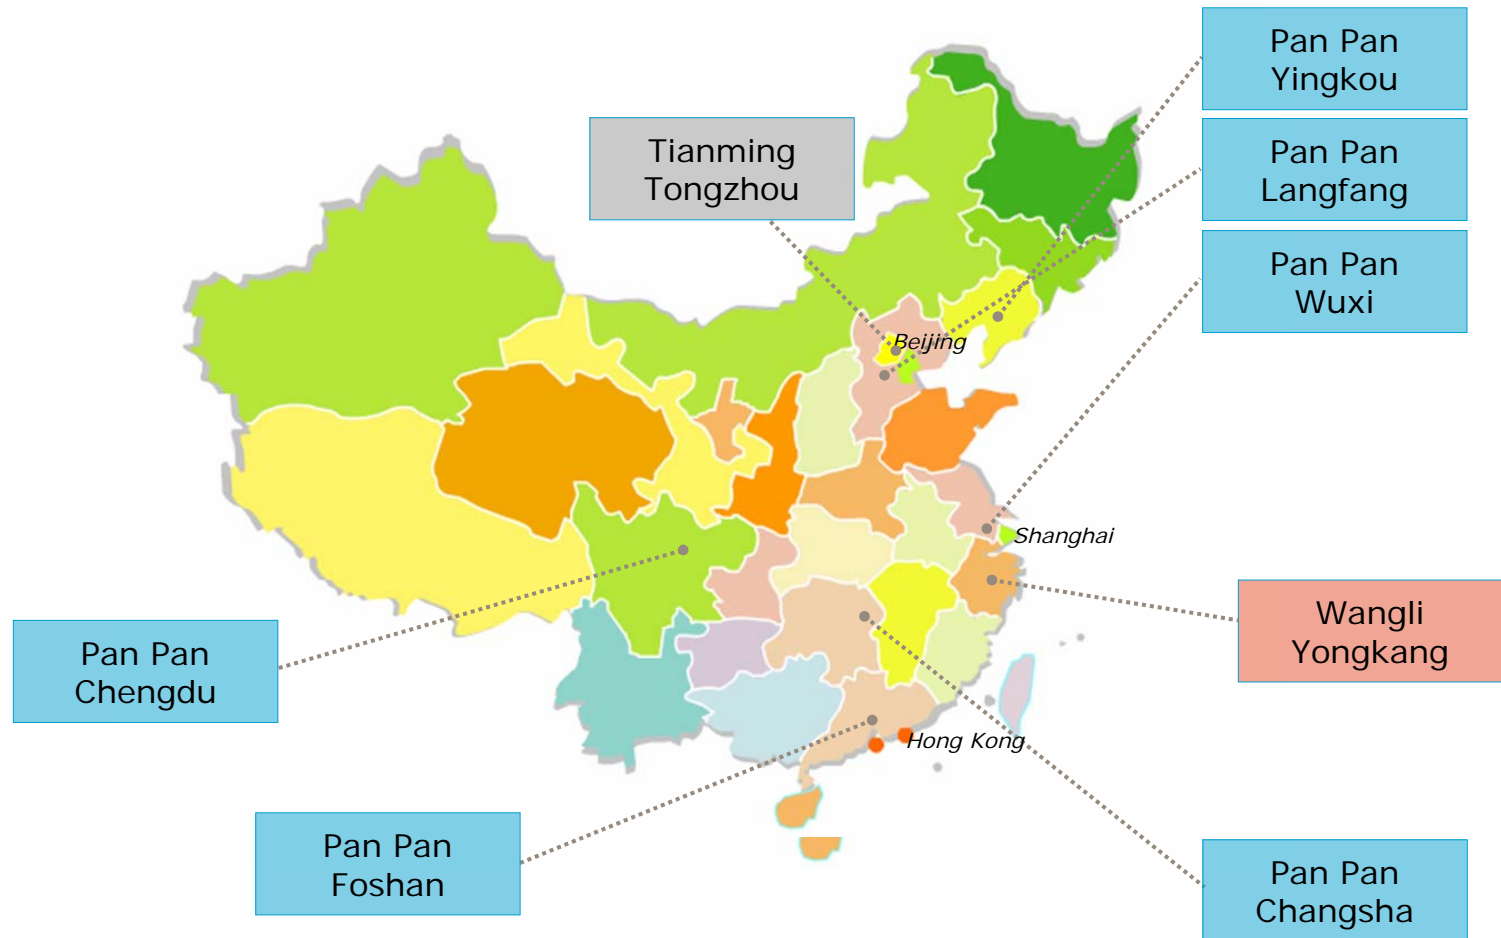 Pan Pan
Yingkou
Tianming
Tongzhou
Pan Pan
Langfang
Pan Pan
Wuxi
Beijing
Shanghai
Wangli
Yongkang
Pan Pan
Chengdu
Hong Kong
Pan Pan
Foshan
Pan Pan
Changsha